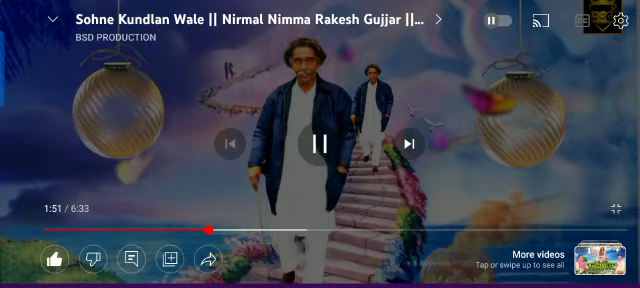 Sohne Kundlan Wale || Nirmal Nimma Rakesh Gujjar ||...
BSD PRODUCTION
1:51 / 6:33
More videos
Tap or swipe up to see all